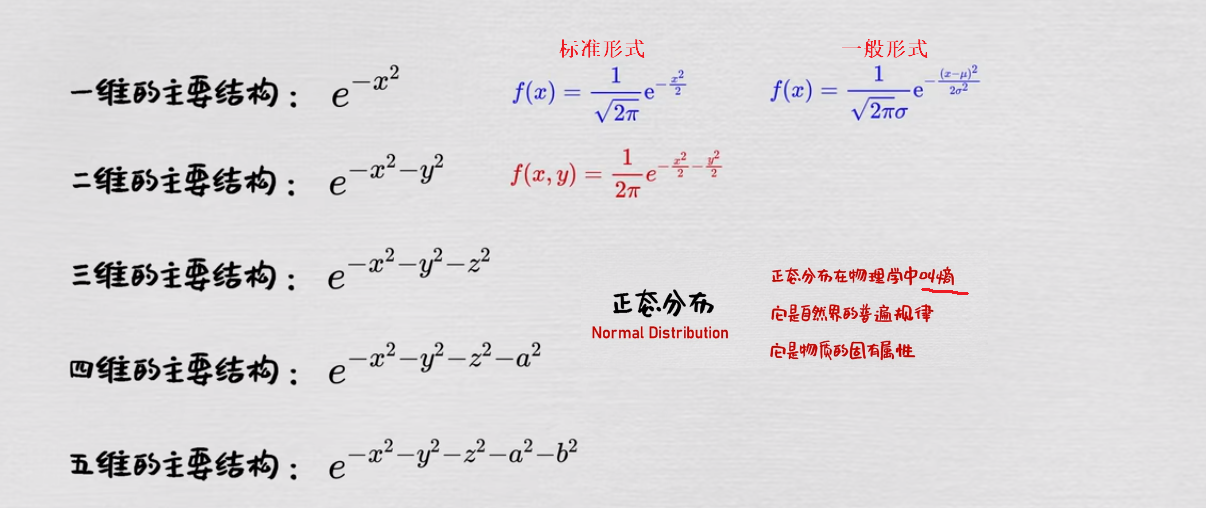 标准形式 一般形式
一维的主要结构： e^{-x^2} f(x) = \frac{1}{\sqrt{2\pi}} e^{-\frac{x^2}{2}} f(x) = \frac{1}{\sqrt{2\pi}\sigma} e^{-\frac{(x-\mu)^2}{2\sigma^2}}
二维的主要结构： e^{-x^2-y^2} f(x,y) = \frac{1}{2\pi} e^{-\frac{x^2}{2}-\frac{y^2}{2}}
三维的主要结构： e^{-x^2-y^2-z^2}
正态分布
Normal Distribution
正态分布在物理学中叫熵
它是自然界的普遍规律
它是物质的固有属性
四维的主要结构： e^{-x^2-y^2-z^2-a^2}
五维的主要结构： e^{-x^2-y^2-z^2-a^2-b^2}